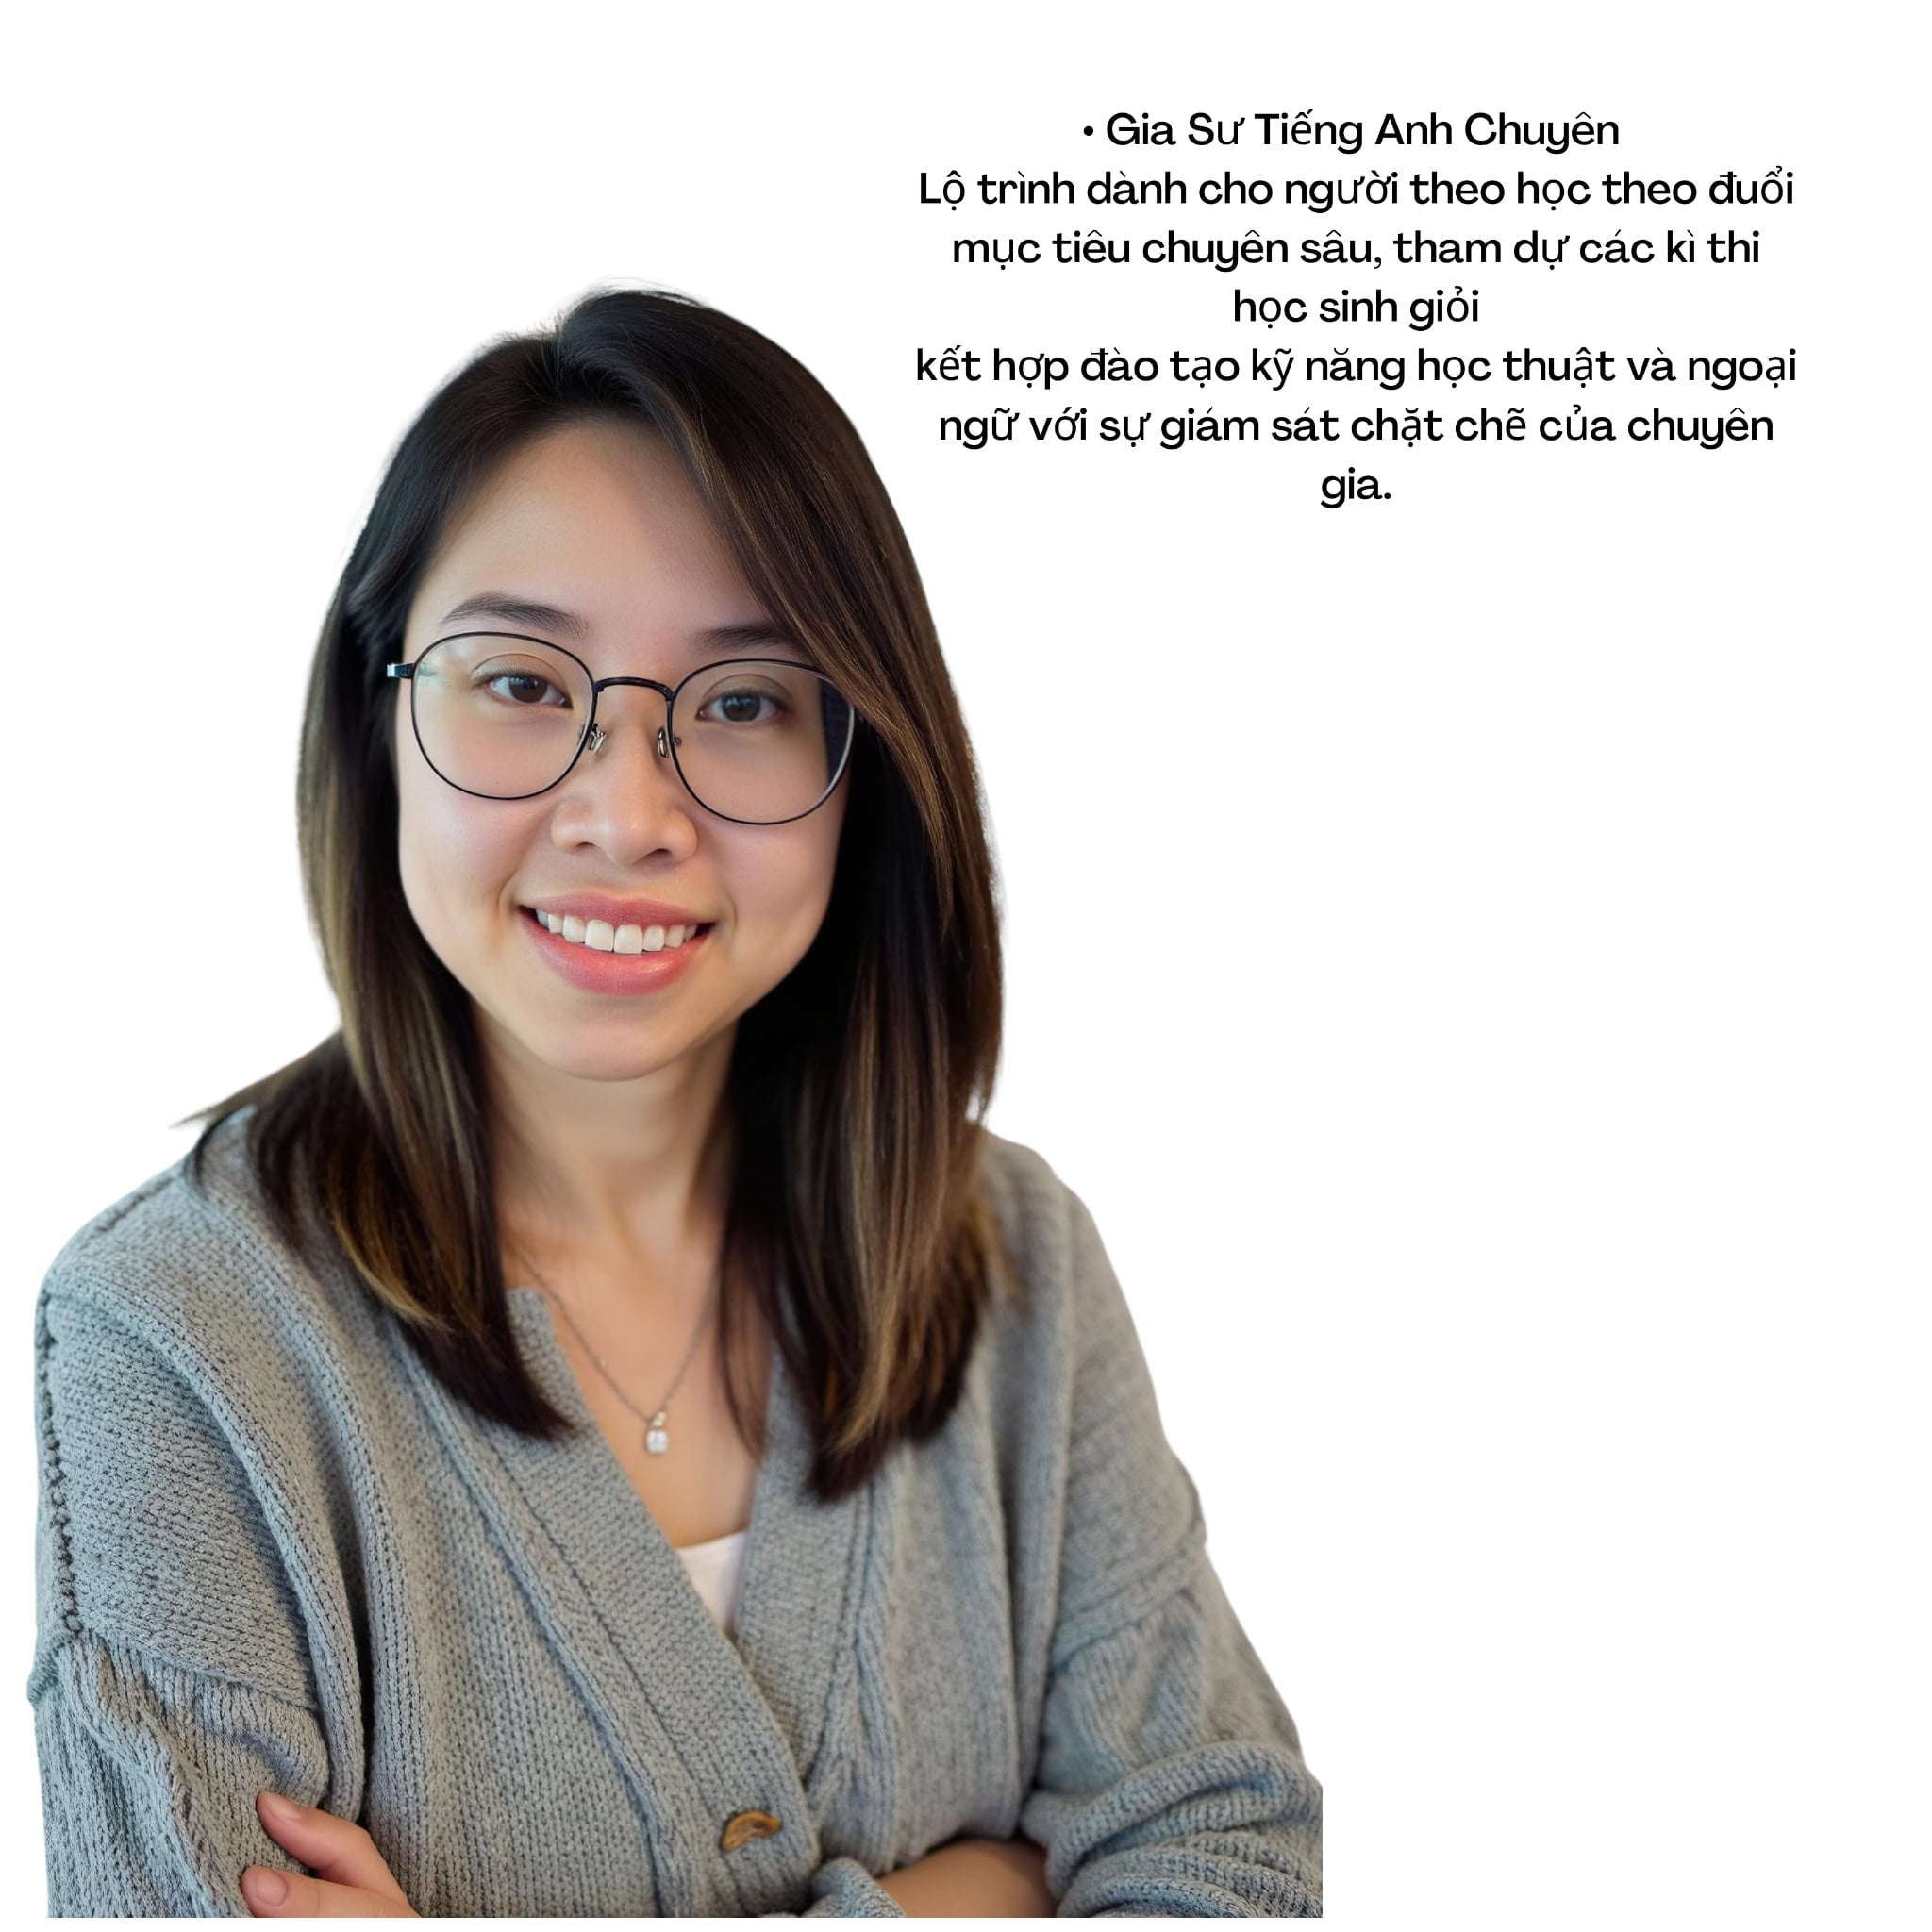 • Gia Sư Tiếng Anh Chuyên
Lộ trình dành cho người theo học theo đuổi
mục tiêu chuyên sâu, tham dự các kì thi
học sinh giỏi
kết hợp đào tạo kỹ năng học thuật và ngoại
ngữ với sự giám sát chặt chẽ của chuyên
gia.